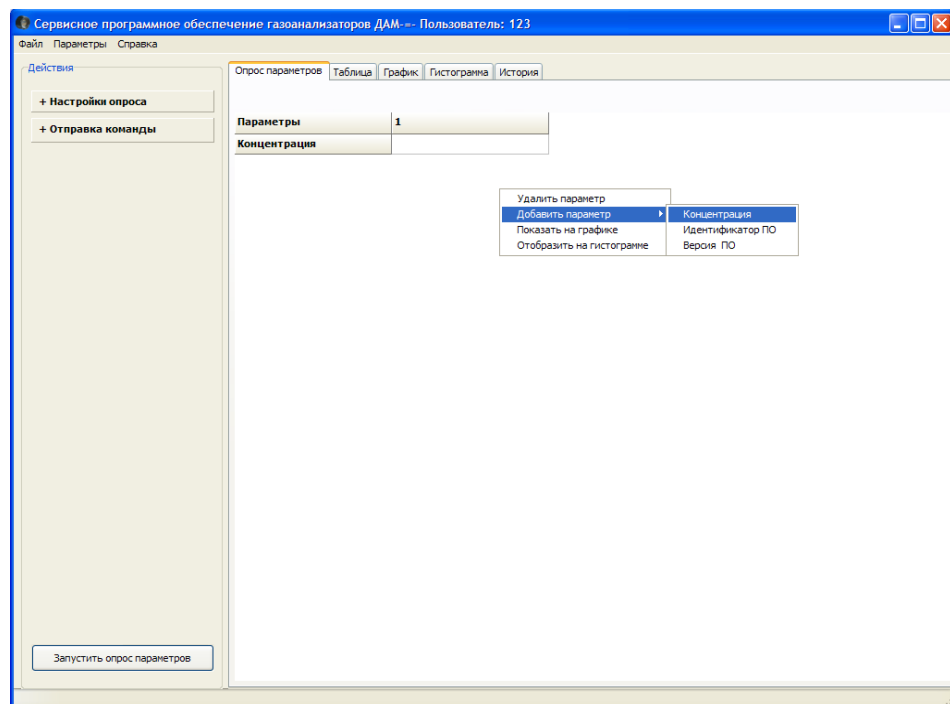 Сервисное программное обеспечение газоанализаторов ДАМ-=- Пользователь: 123
Файл Параметры Справка
Действия
+ Настройки опроса
+ Отправка команды
Запустить опрос параметров
Опрос параметров Таблица График Гистограмма История
Параметры 1
Концентрация
Удалить параметр
Добавить параметр
Показать на графике
Отобразить на гистограмме
Концентрация
Идентификатор ПО
Версия ПО